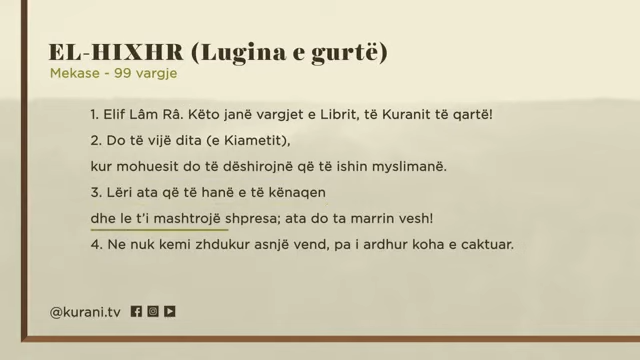 EL-HIXHR (Lugina e gurtë)
Mekase - 99 vargje
1. Elif Lâm Râ. Këto janë vargjet e Librit, të Kuranit të qartë!
2. Do të vijë dita (e Kiametit),
kur mohuesit do të dëshirojnë që të ishin myslimanë.
3. Lëri ata që të hanë e të kënaqen
dhe le t'i mashtrojë shpresa; ata do ta marrin vesh!
4. Ne nuk kemi zhdukur asnjë vend, pa i ardhur koha e caktuar.
@kurani.tv